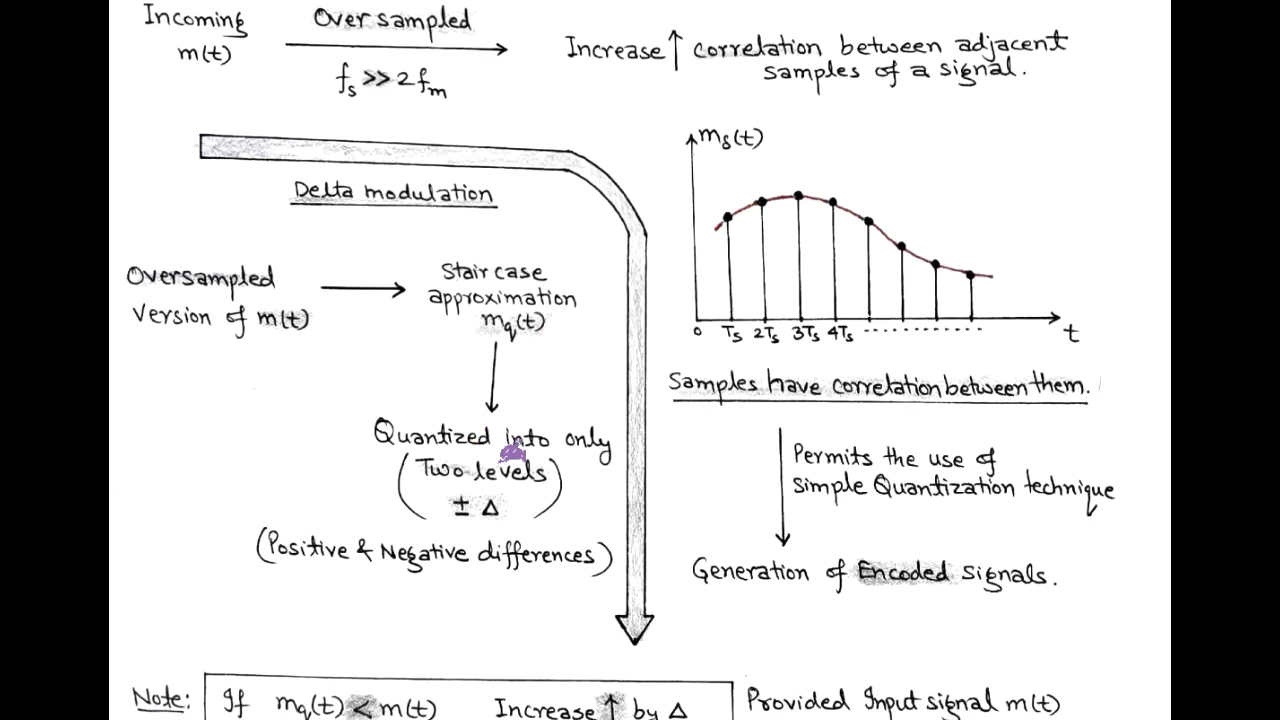 Incoming m(t)
Over sampled
fs >> 2fm
Increase ↑ correlation between adjacent
samples of a signal.
Delta modulation
Oversampled
Version of m(t)
Staircase
approximation
mq(t)
Quantized into only
(Two levels)
± Δ
(Positive & Negative differences)
ms(t)
0 Ts 2Ts 3Ts 4Ts ............... t
Samples have correlation between them.
Permits the use of
Simple Quantization technique
Generation of Encoded signals.
Note: If mq(t) < m(t) Increase ↑ by Δ
Provided Input signal m(t)